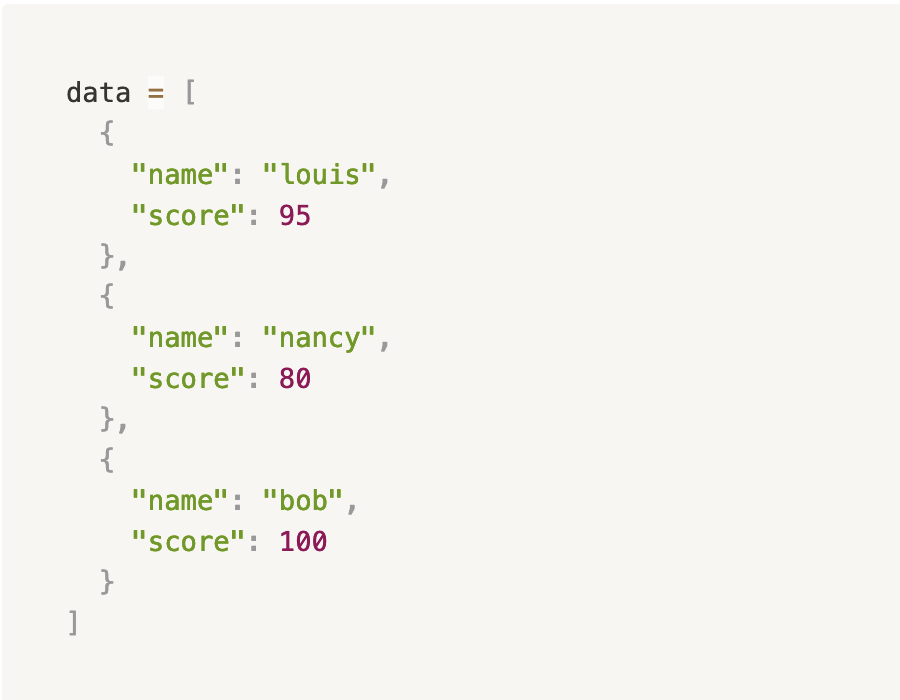 data = [
  {
    "name": "louis",
    "score": 95
  },
  {
    "name": "nancy",
    "score": 80
  },
  {
    "name": "bob",
    "score": 100
  }
]